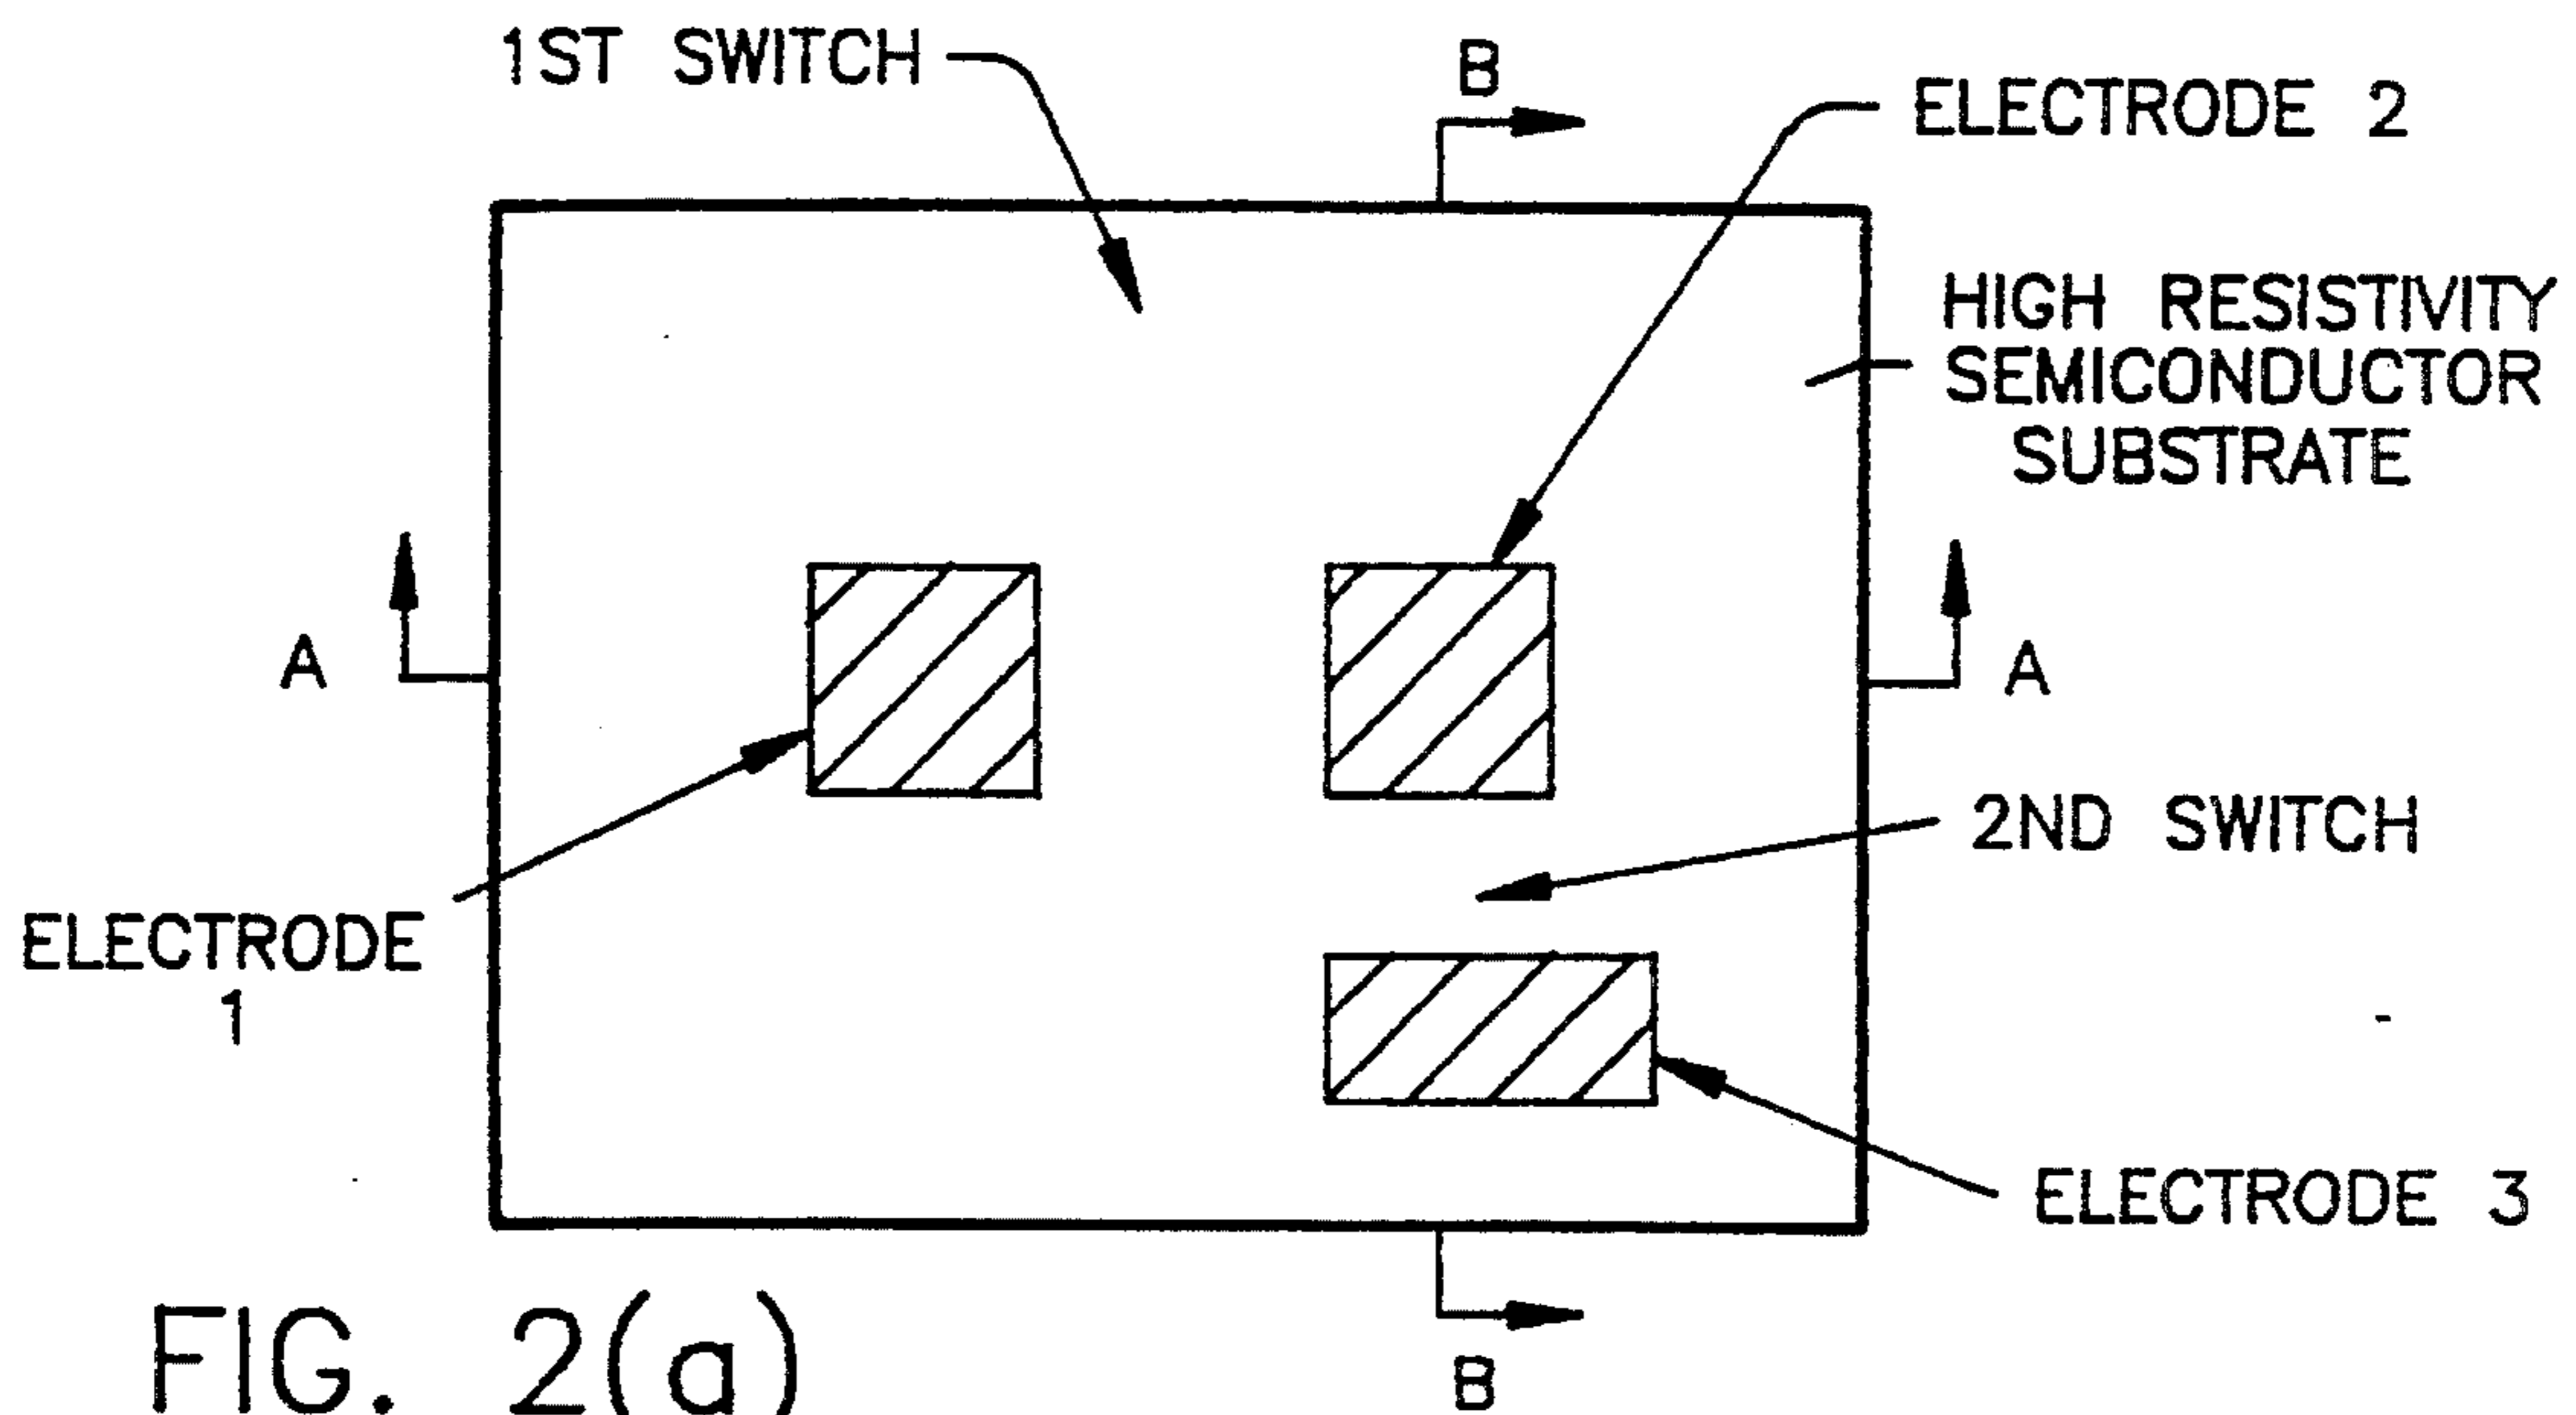 1ST SWITCH
B
ELECTRODE 2
HIGH RESISTIVITY
SEMICONDUCTOR
SUBSTRATE
A
A
2ND SWITCH
ELECTRODE
1
ELECTRODE 3
B
FIG. 2(a)